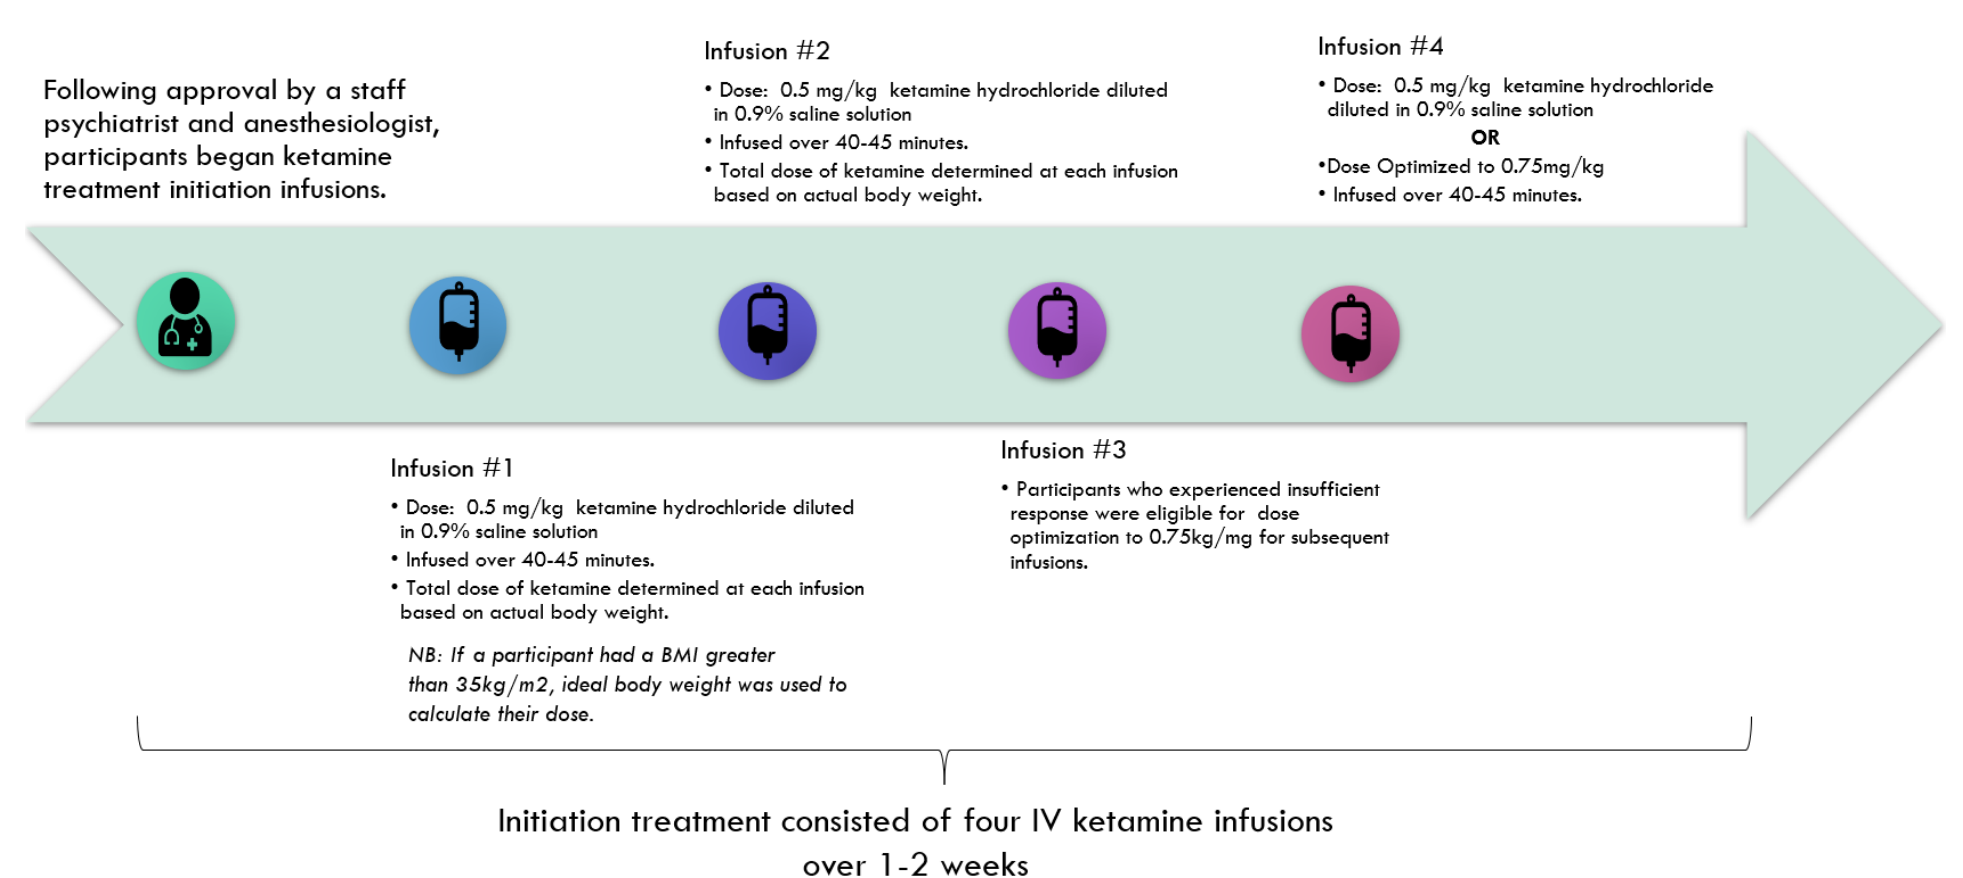 Following approval by a staff
psychiatrist and anesthesiologist,
participants began ketamine
treatment initiation infusions.
Infusion #1
• Dose: 0.5 mg/kg ketamine hydrochloride diluted
in 0.9% saline solution
• Infused over 40-45 minutes.
• Total dose of ketamine determined at each infusion
based on actual body weight.
NB: If a participant had a BMI greater
than 35kg/m2, ideal body weight was used to
calculate their dose.
Infusion #2
• Dose: 0.5 mg/kg ketamine hydrochloride diluted
in 0.9% saline solution
• Infused over 40-45 minutes.
• Total dose of ketamine determined at each infusion
based on actual body weight.
Infusion #3
• Participants who experienced insufficient
response were eligible for dose
optimization to 0.75kg/mg for subsequent
infusions.
Infusion #4
• Dose: 0.5 mg/kg ketamine hydrochloride
diluted in 0.9% saline solution
OR
•Dose Optimized to 0.75mg/kg
• Infused over 40-45 minutes.
Initiation treatment consisted of four IV ketamine infusions
over 1-2 weeks